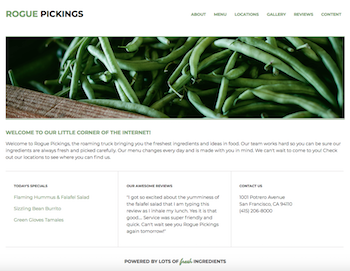 ROGUE PICKINGS
ABOUT MENU LOCATIONS GALLERY REVIEWS CONTENT
WELCOME TO OUR LITTLE CORNER OF THE INTERNET!
Welcome to Rogue Pickings, the roaming truck bringing you the freshest ingredients and ideas in food. Our team works hard so you can be sure our
ingredients are always fresh and picked carefully. Our menu changes every day and is made with you in mind. We can't wait to come to you! Check
out our locations to see where you can find us.
TODAY'S SPECIALS
Flaming Hummus & Falafel Salad
Sizzling Bean Burrito
Green Gloves Tamales
OUR AWESOME REVIEWS
"I got so excited about the yumminess of
the falafel salad that I am typing this
review as I inhale my lunch. Yes it is that
good.... Service was super friendly and
quick. Can't wait see you Rogue Pickings
again tomorrow!"
CONTACT US
1001 Potrero Avenue
San Francisco, CA 94110
(415) 206-8000
POWERED BY LOTS OF fresh INGREDIENTS